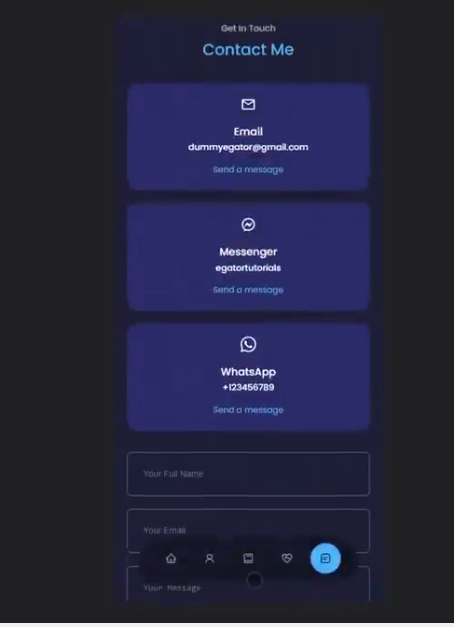 Get In Touch
Contact Me
Email
dummyegator@gmail.com
Send a message
Messenger
egatortutorials
Send a message
WhatsApp
+123456789
Send a message
Your Full Name
Your Email
Your Message